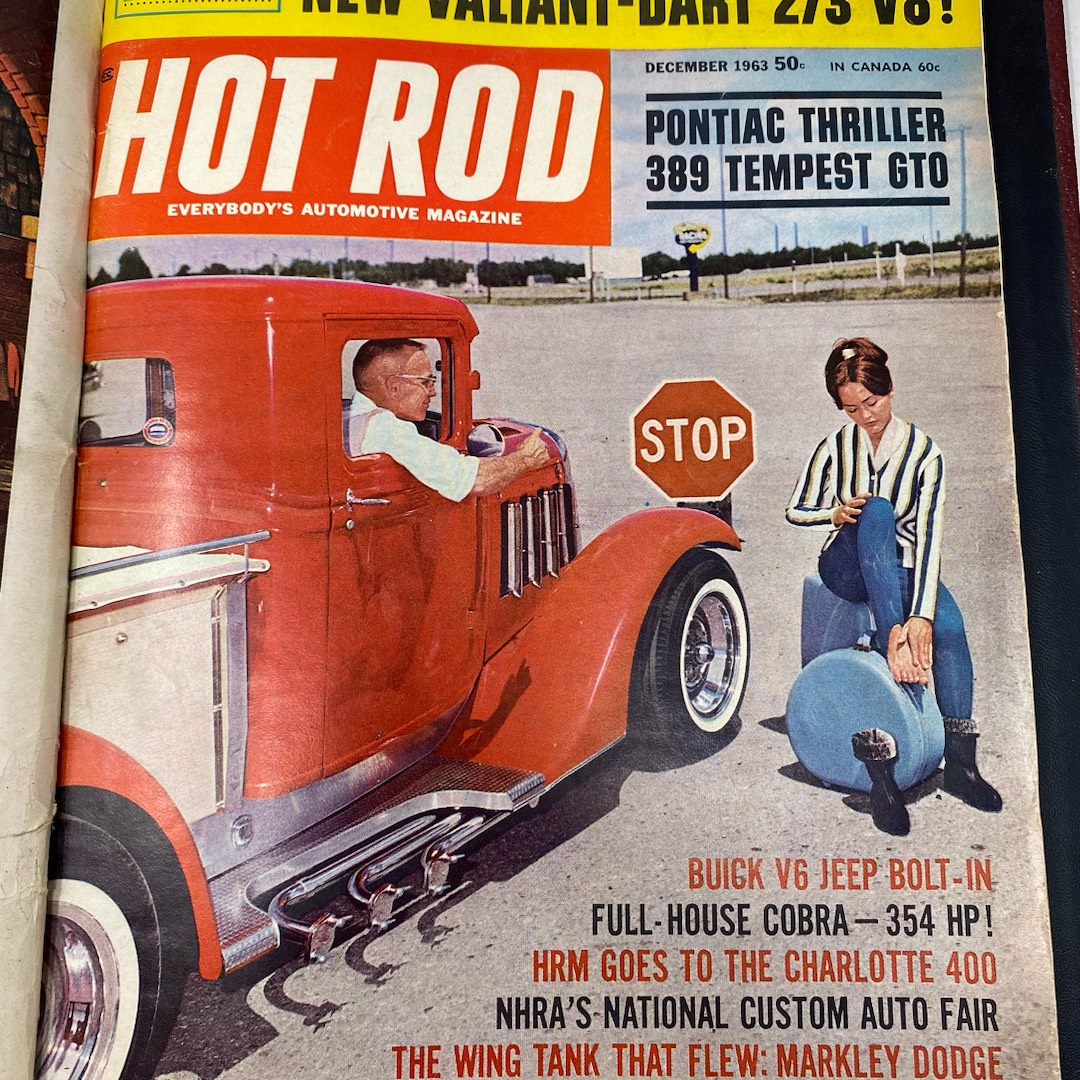 NEW VALIANT-DART 273 V8!
HOT ROD
EVERYBODY'S AUTOMOTIVE MAGAZINE
DECEMBER 1963 50c IN CANADA 60c
PONTIAC THRILLER
389 TEMPEST GTO
STOP
BUICK V6 JEEP BOLT-IN
FULL-HOUSE COBRA—354 HP!
HRM GOES TO THE CHARLOTTE 400
NHRA'S NATIONAL CUSTOM AUTO FAIR
THE WING TANK THAT FLEW: MARKLEY DODGE